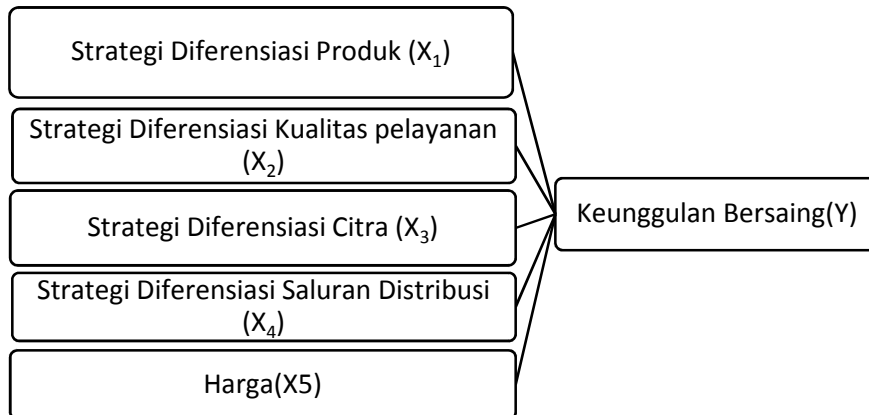 Strategi Diferensiasi Produk (X₁)
Strategi Diferensiasi Kualitas pelayanan
(X₂)
Strategi Diferensiasi Citra (X₃)
Strategi Diferensiasi Saluran Distribusi
(X₄)
Harga(X5)
Keunggulan Bersaing(Y)